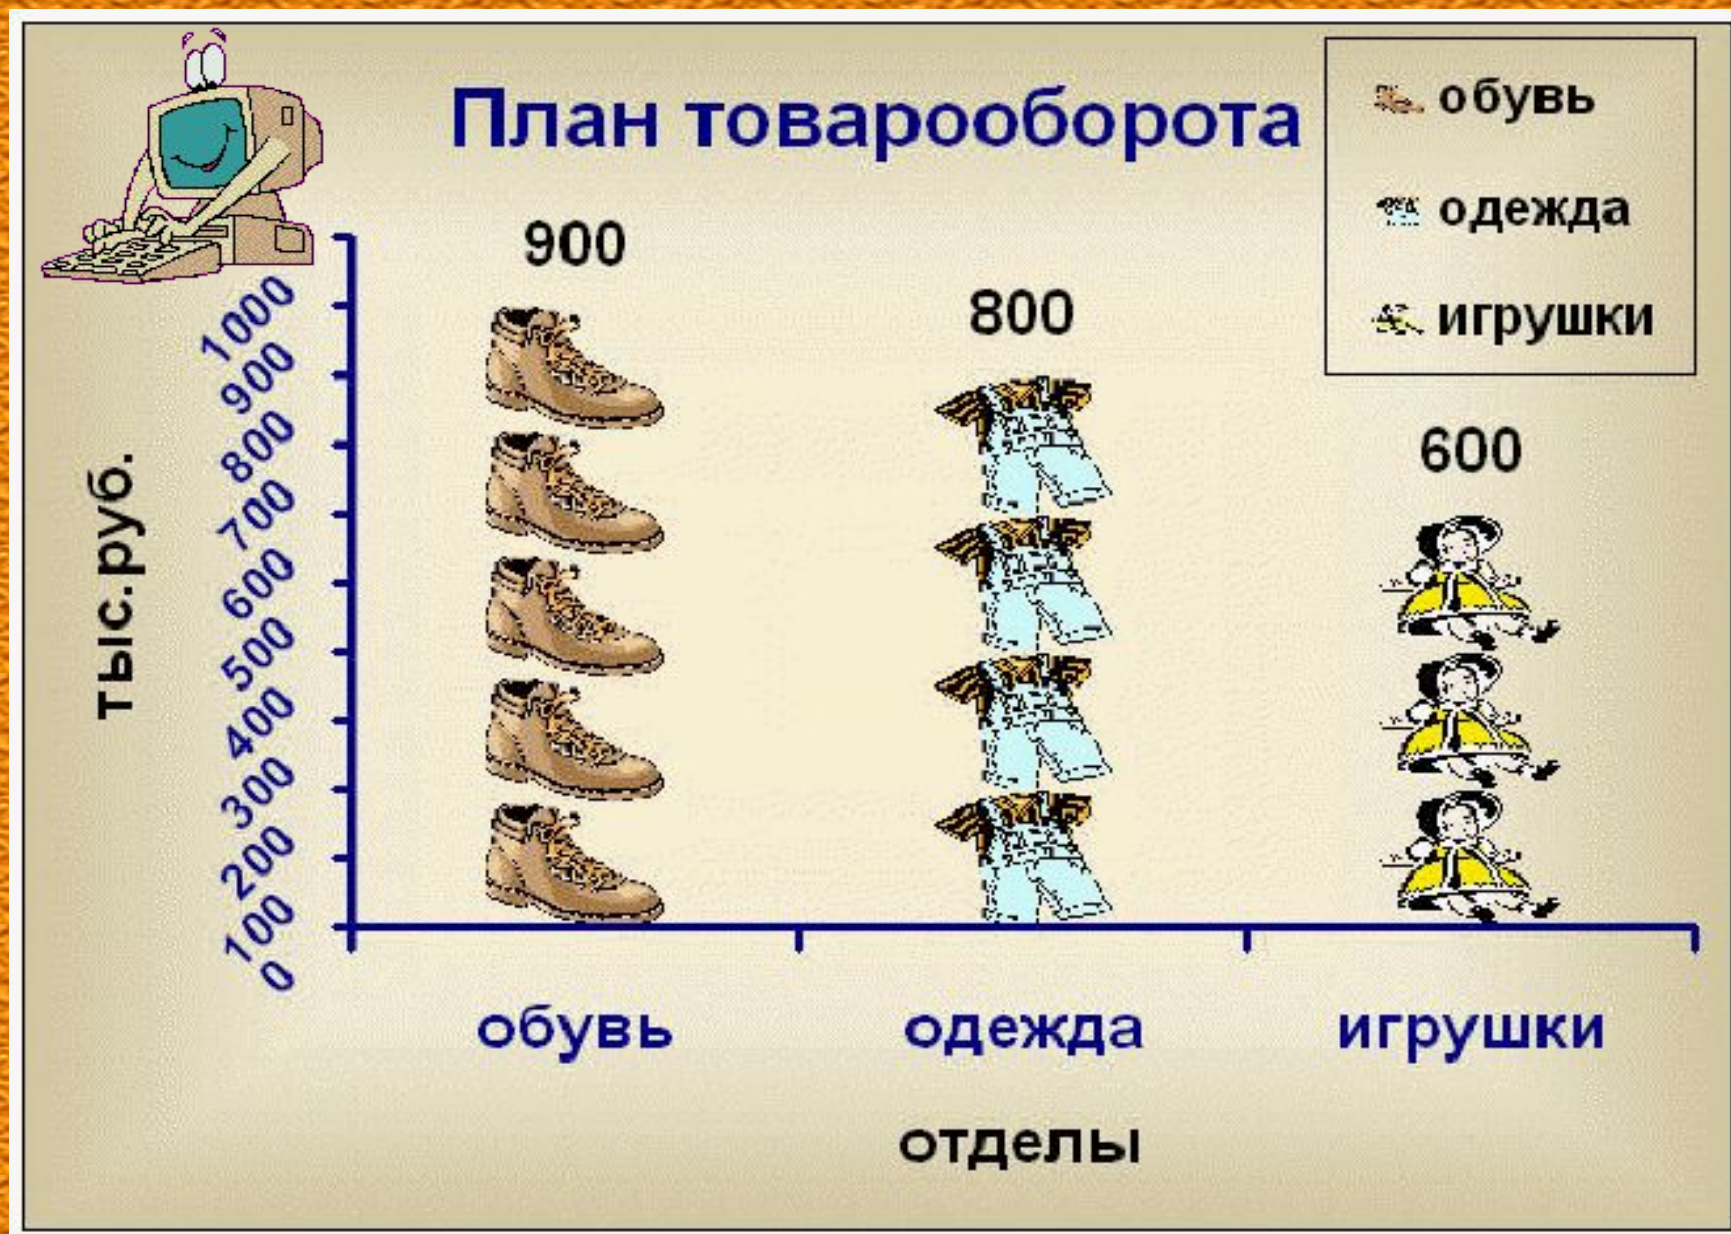 План товарооборота
обувь
одежда
игрушки
900
800
600
тыс.руб.
1000
900
800
700
600
500
400
300
200
100
0
обувь
одежда
игрушки
отделы